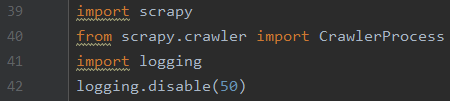 39 import scrapy
40 from scrapy.crawler import CrawlerProcess
41 import logging
42 logging.disable(50)